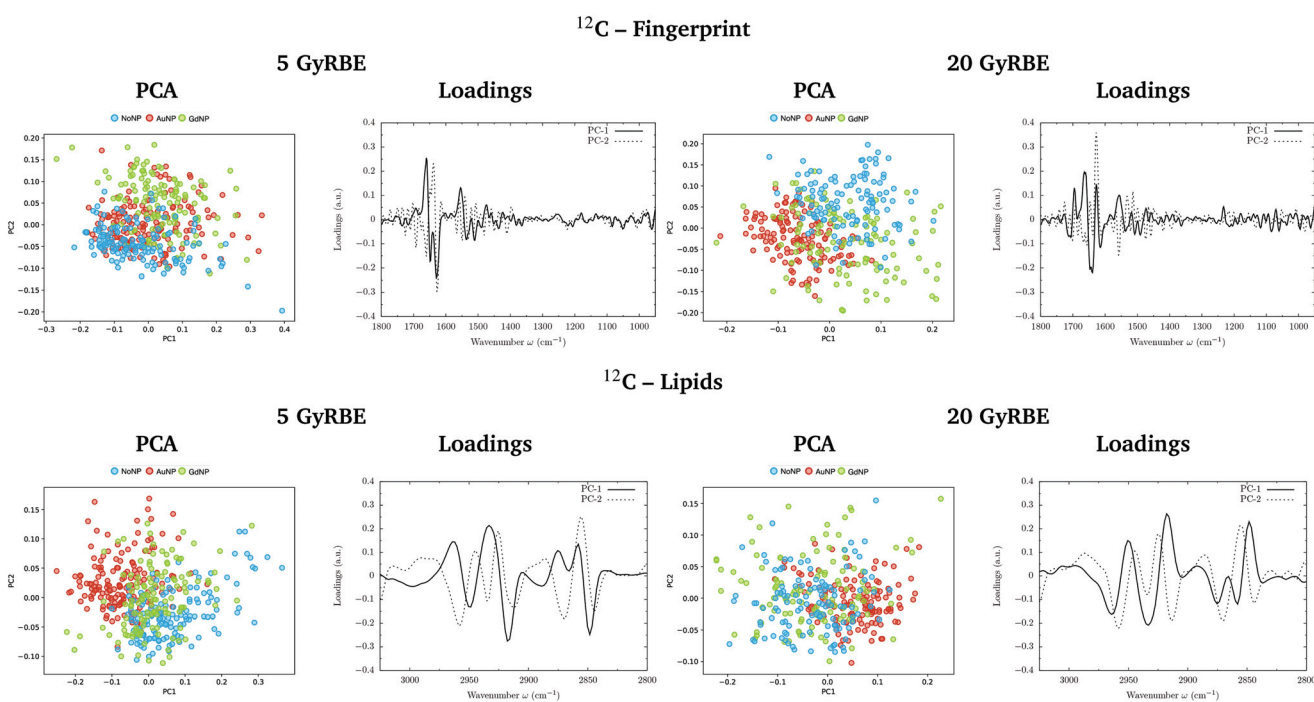 ¹²C – Fingerprint
5 GyRBE
20 GyRBE
PCA
Loadings
PCA
Loadings
NoNP AuNP GdNP
0.20
0.15
0.10
0.05
0.00
−0.05
−0.10
−0.15
−0.20
PC2
−0.3 −0.2 −0.1 0.0 0.1 0.2 0.3 0.4
PC1
PC-1
PC-2
0.4
0.3
0.2
0.1
0
−0.1
−0.2
−0.3
−0.4
Loadings (a.u.)
1800 1700 1600 1500 1400 1300 1200 1100 1000
Wavenumber ω (cm⁻¹)
NoNP AuNP GdNP
0.20
0.15
0.10
0.05
0.00
−0.05
−0.10
−0.15
−0.20
PC2
−0.2 −0.1 0.0 0.1 0.2
PC1
PC-1
PC-2
0.4
0.3
0.2
0.1
0
−0.1
−0.2
−0.3
−0.4
Loadings (a.u.)
1800 1700 1600 1500 1400 1300 1200 1100 1000
Wavenumber ω (cm⁻¹)
¹²C – Lipids
5 GyRBE
20 GyRBE
PCA
Loadings
PCA
Loadings
NoNP AuNP GdNP
0.15
0.10
0.05
0.00
−0.05
−0.10
PC2
−0.2 −0.1 0.0 0.1 0.2 0.3
PC1
PC-1
PC-2
0.4
0.3
0.2
0.1
0
−0.1
−0.2
−0.3
−0.4
Loadings (a.u.)
3000 2950 2900 2850 2800
Wavenumber ω (cm⁻¹)
NoNP AuNP GdNP
0.15
0.10
0.05
0.00
−0.05
−0.10
PC2
−0.2 −0.1 0.0 0.1 0.2
PC1
PC-1
PC-2
0.4
0.3
0.2
0.1
0
−0.1
−0.2
−0.3
−0.4
Loadings (a.u.)
3000 2950 2900 2850 2800
Wavenumber ω (cm⁻¹)